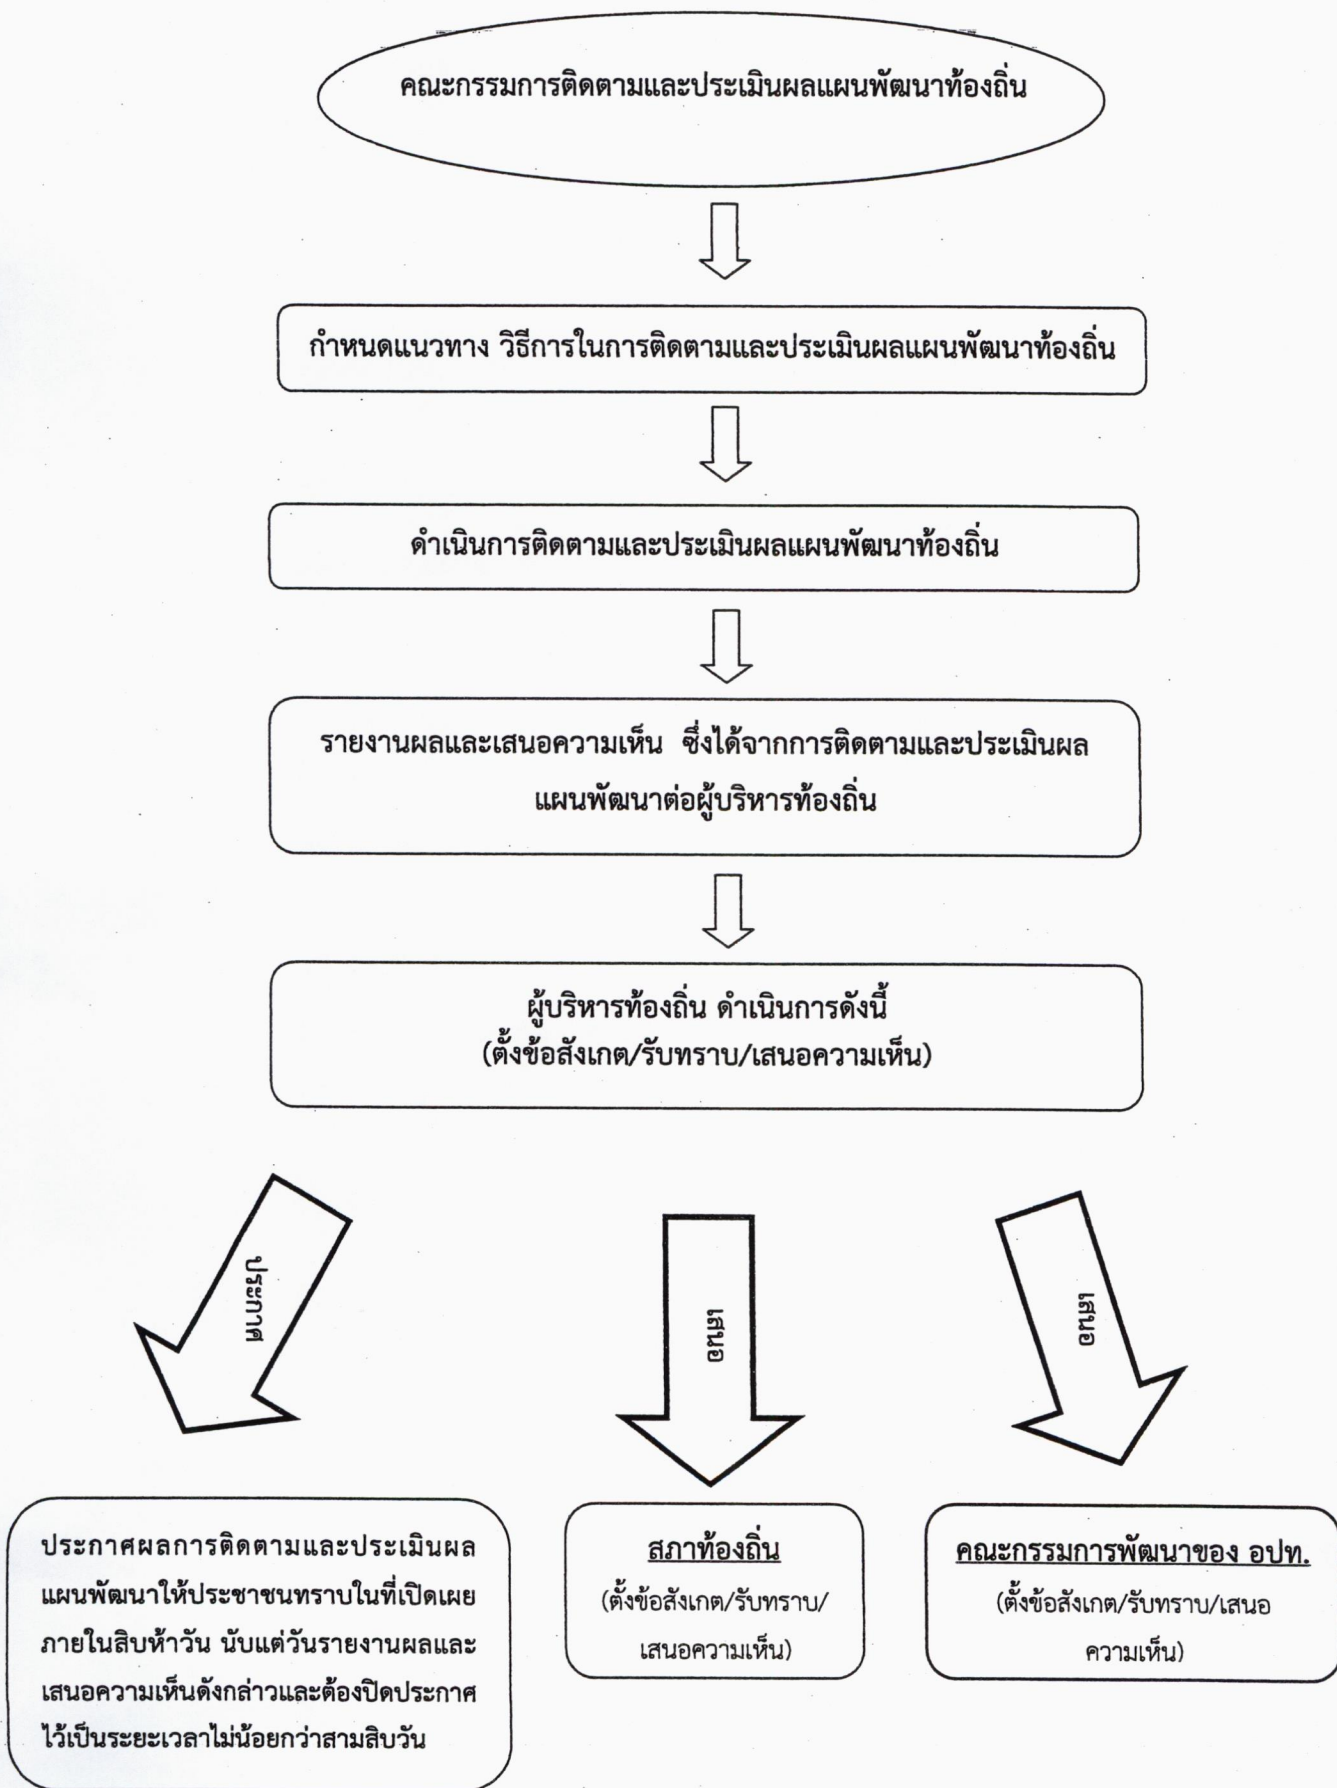 คณะกรรมการติดตามและประเมินผลแผนพัฒนาท้องถิ่น
กำหนดแนวทาง วิธีการในการติดตามและประเมินผลแผนพัฒนาท้องถิ่น
ดำเนินการติดตามและประเมินผลแผนพัฒนาท้องถิ่น
รายงานผลและเสนอความเห็น ซึ่งได้จากการติดตามและประเมินผล
แผนพัฒนาต่อผู้บริหารท้องถิ่น
ผู้บริหารท้องถิ่น ดำเนินการดังนี้
(ตั้งข้อสังเกต/รับทราบ/เสนอความเห็น)
ประกาศ
เสนอ
เสนอ
ประกาศผลการติดตามและประเมินผล
แผนพัฒนาให้ประชาชนทราบในที่เปิดเผย
ภายในสิบห้าวัน นับแต่วันรายงานผลและ
เสนอความเห็นดังกล่าวและต้องปิดประกาศ
ไว้เป็นระยะเวลาไม่น้อยกว่าสามสิบวัน
สภาท้องถิ่น
(ตั้งข้อสังเกต/รับทราบ/
เสนอความเห็น)
คณะกรรมการพัฒนาของ อปท.
(ตั้งข้อสังเกต/รับทราบ/เสนอ
ความเห็น)